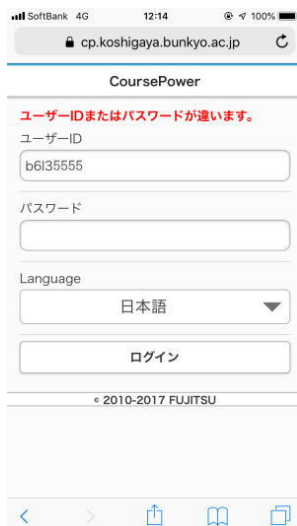 SoftBank 4G 12:14 100%
cp.koshigaya.bunkyo.ac.jp
CoursePower
ユーザーIDまたはパスワードが違います。
ユーザーID
b6l35555
パスワード
Language
日本語
ログイン
© 2010-2017 FUJITSU